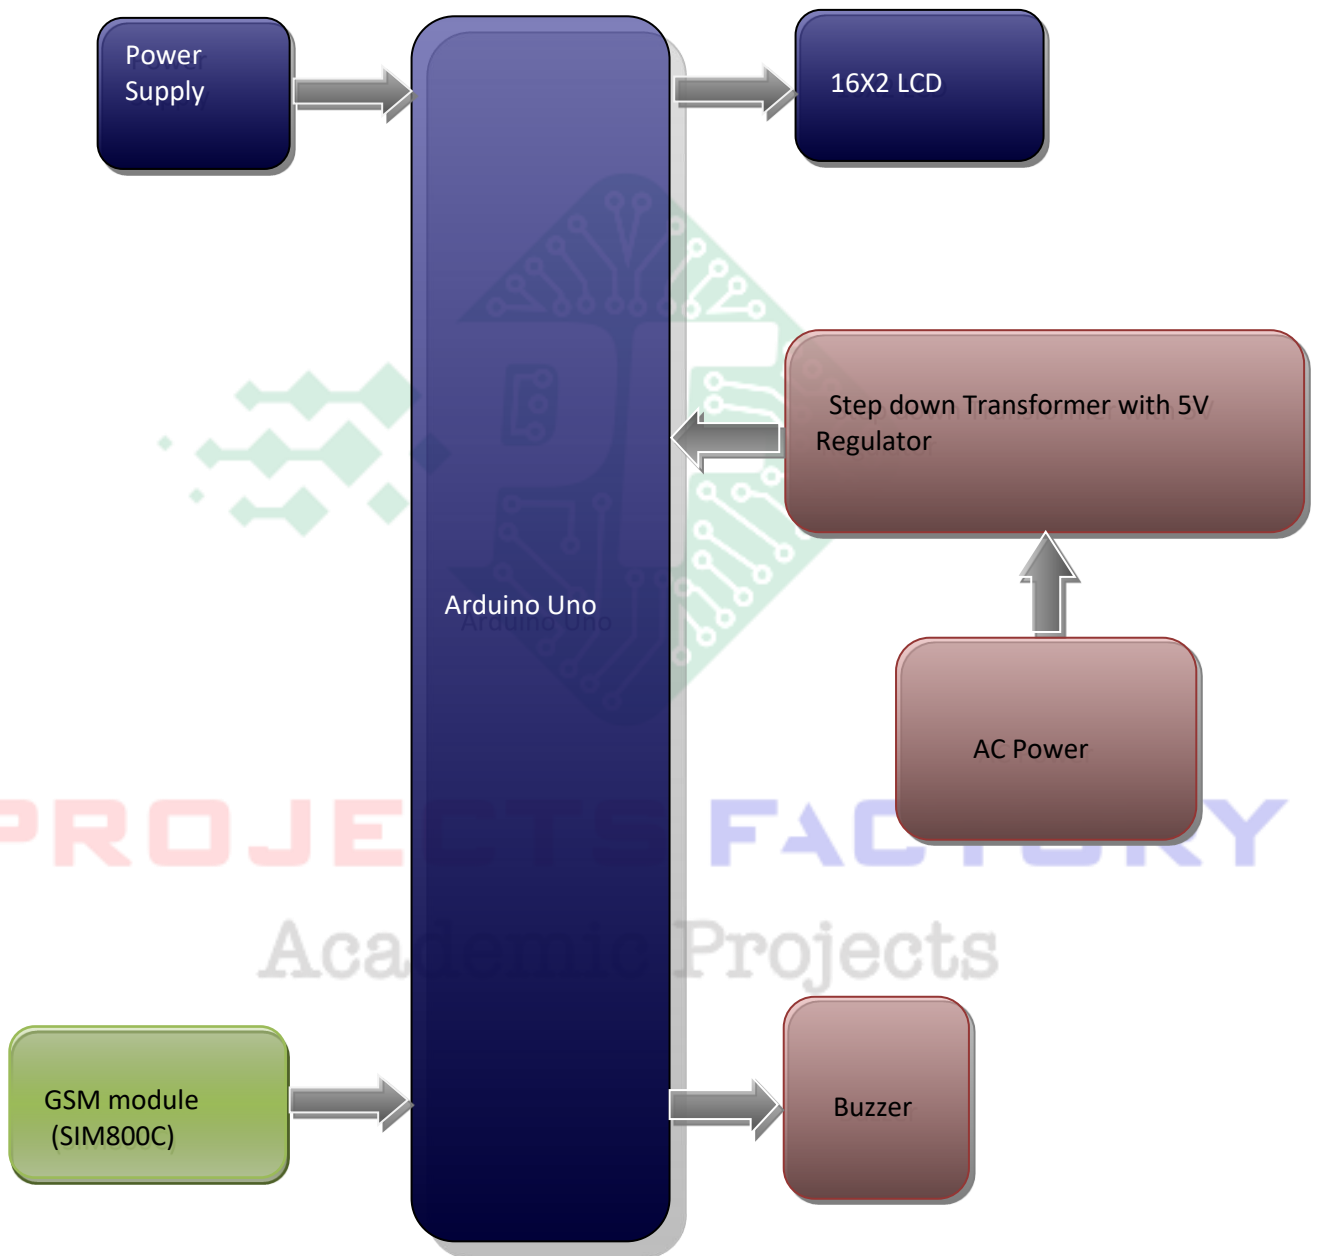 Power
Supply
16X2 LCD
Step down Transformer with 5V
Regulator
Arduino Uno
AC Power
PROJECTS FACTORY
Academic Projects
GSM module
(SIM800C)
Buzzer